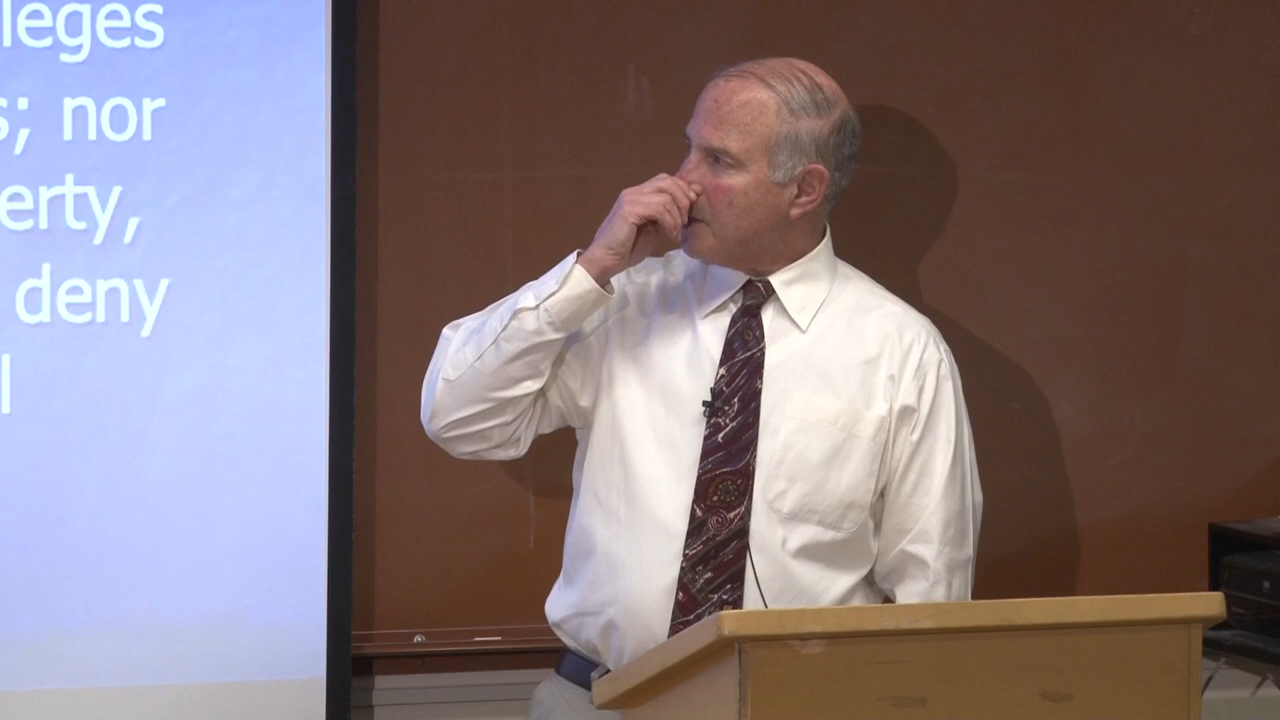 leges
s; nor
erty,
deny
l